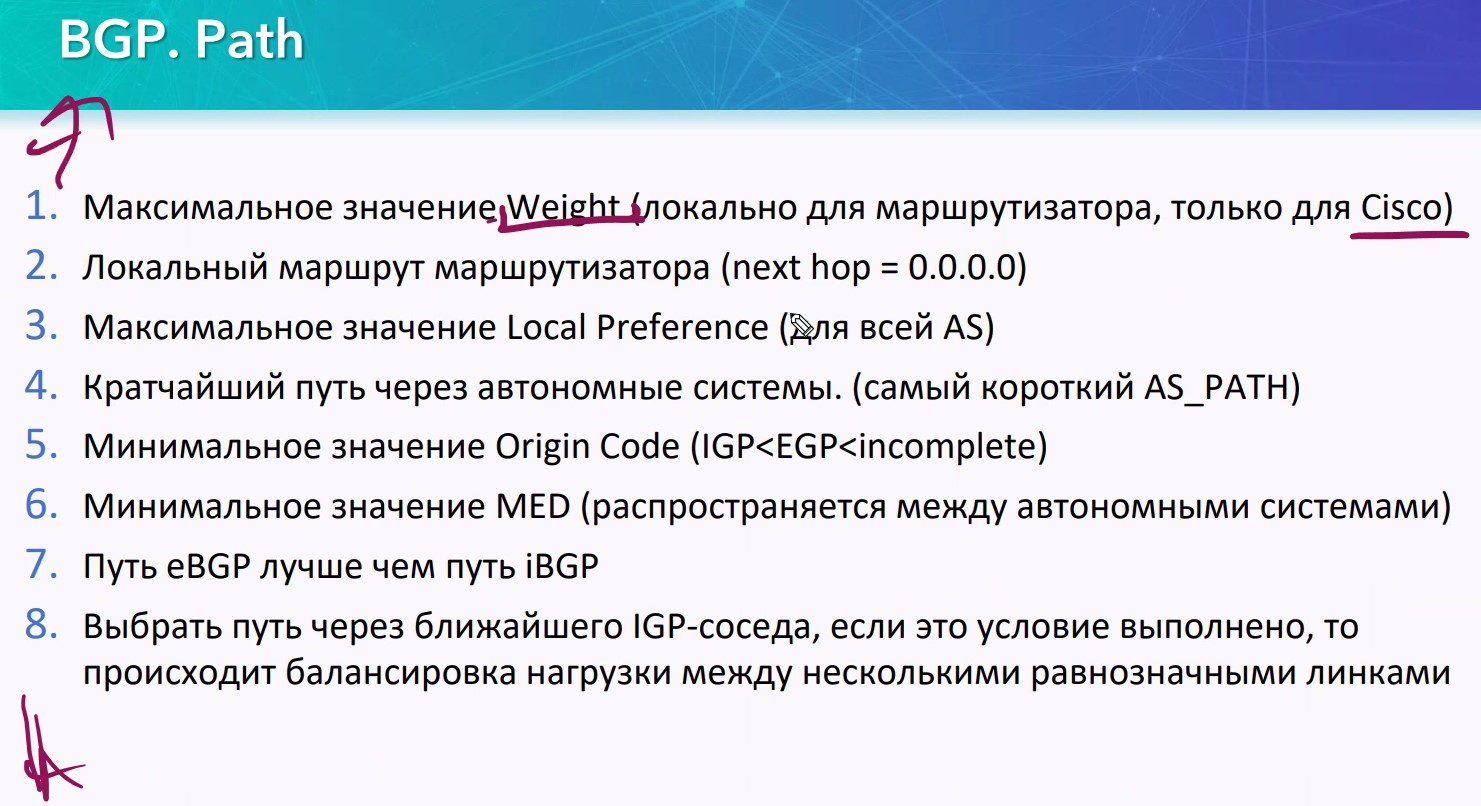 BGP. Path
1. Максимальное значение Weight (локально для маршрутизатора, только для Cisco)
2. Локальный маршрут маршрутизатора (next hop = 0.0.0.0)
3. Максимальное значение Local Preference (для всей AS)
4. Кратчайший путь через автономные системы. (самый короткий AS_PATH)
5. Минимальное значение Origin Code (IGP<EGP<incomplete)
6. Минимальное значение MED (распространяется между автономными системами)
7. Путь eBGP лучше чем путь iBGP
8. Выбрать путь через ближайшего IGP-соседа, если это условие выполнено, то
происходит балансировка нагрузки между несколькими равнозначными линками